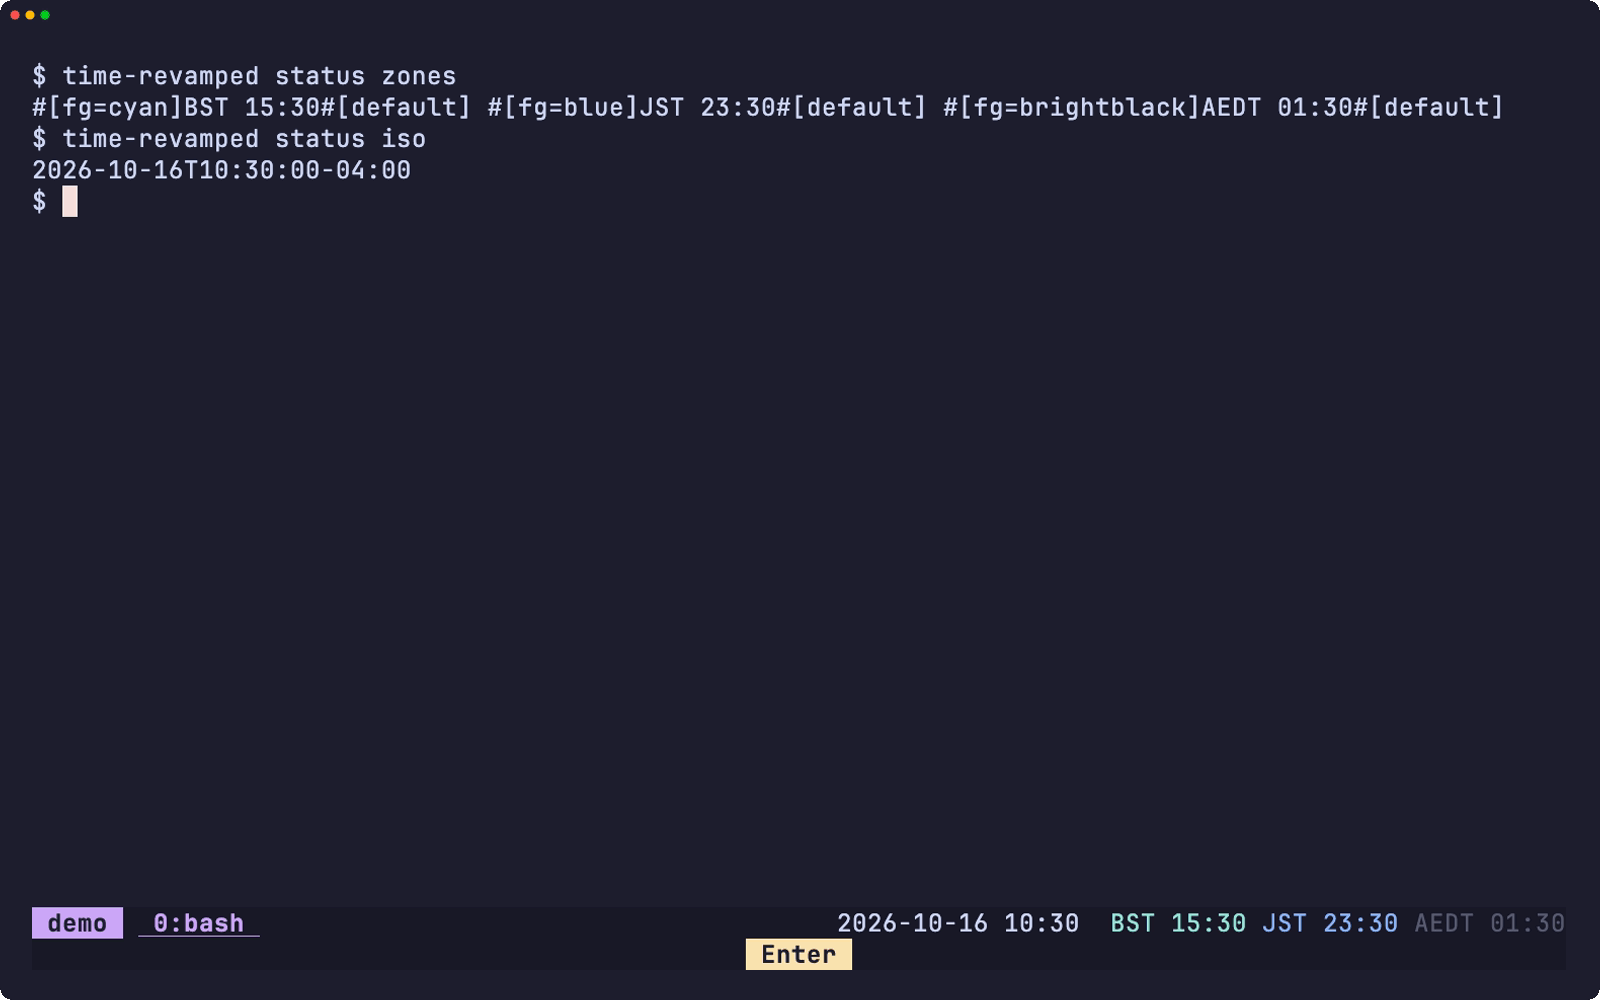 $ time-revamped status zones
#[fg=cyan]BST 15:30#[default] #[fg=blue]JST 23:30#[default] #[fg=brightblack]AEDT 01:30#[default]
$ time-revamped status iso
2026-10-16T10:30:00-04:00
$
demo 0:bash 2026-10-16 10:30 BST 15:30 JST 23:30 AEDT 01:30
Enter